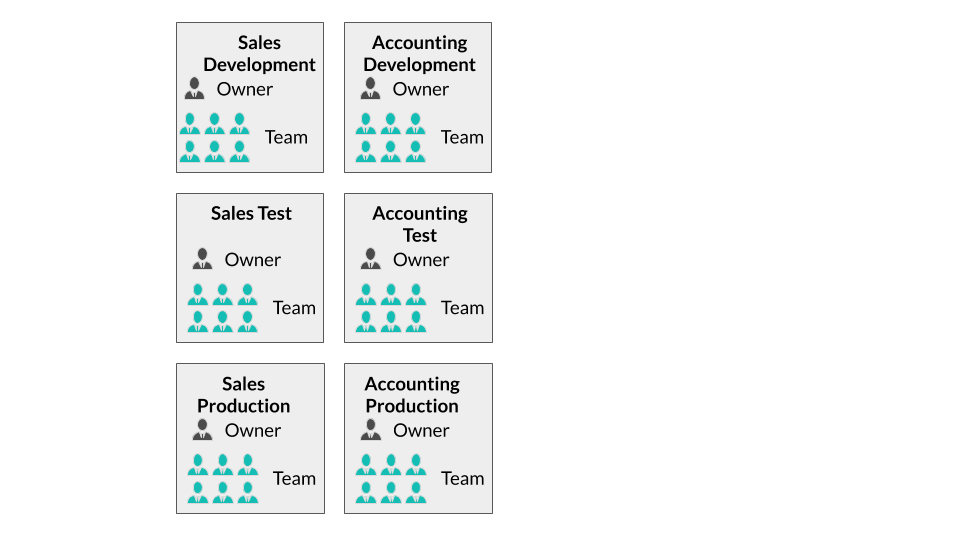 Sales
Development
Owner
Team
Accounting
Development
Owner
Team
Sales Test
Owner
Team
Accounting
Test
Owner
Team
Sales
Production
Owner
Team
Accounting
Production
Owner
Team